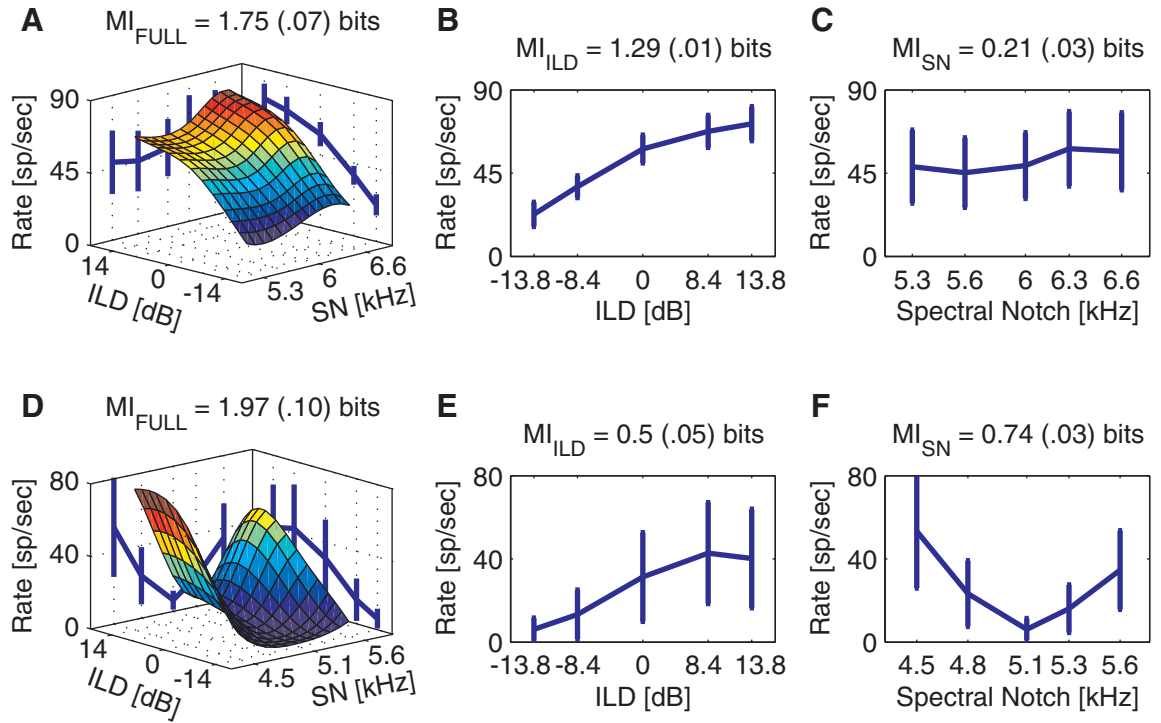 A
MI_FULL = 1.75 (.07) bits
Rate [sp/sec]
90
45
0
14
0
-14
ILD [dB]
5.3
6
6.6
SN [kHz]
B
MI_ILD = 1.29 (.01) bits
Rate [sp/sec]
90
45
0
-13.8 -8.4 0 8.4 13.8
ILD [dB]
C
MI_SN = 0.21 (.03) bits
Rate [sp/sec]
90
45
0
5.3 5.6 6 6.3 6.6
Spectral Notch [kHz]
D
MI_FULL = 1.97 (.10) bits
Rate [sp/sec]
80
40
0
14
0
-14
ILD [dB]
4.5
5.1
5.6
SN [kHz]
E
MI_ILD = 0.5 (.05) bits
Rate [sp/sec]
80
40
0
-13.8 -8.4 0 8.4 13.8
ILD [dB]
F
MI_SN = 0.74 (.03) bits
Rate [sp/sec]
80
40
0
4.5 4.8 5.1 5.3 5.6
Spectral Notch [kHz]